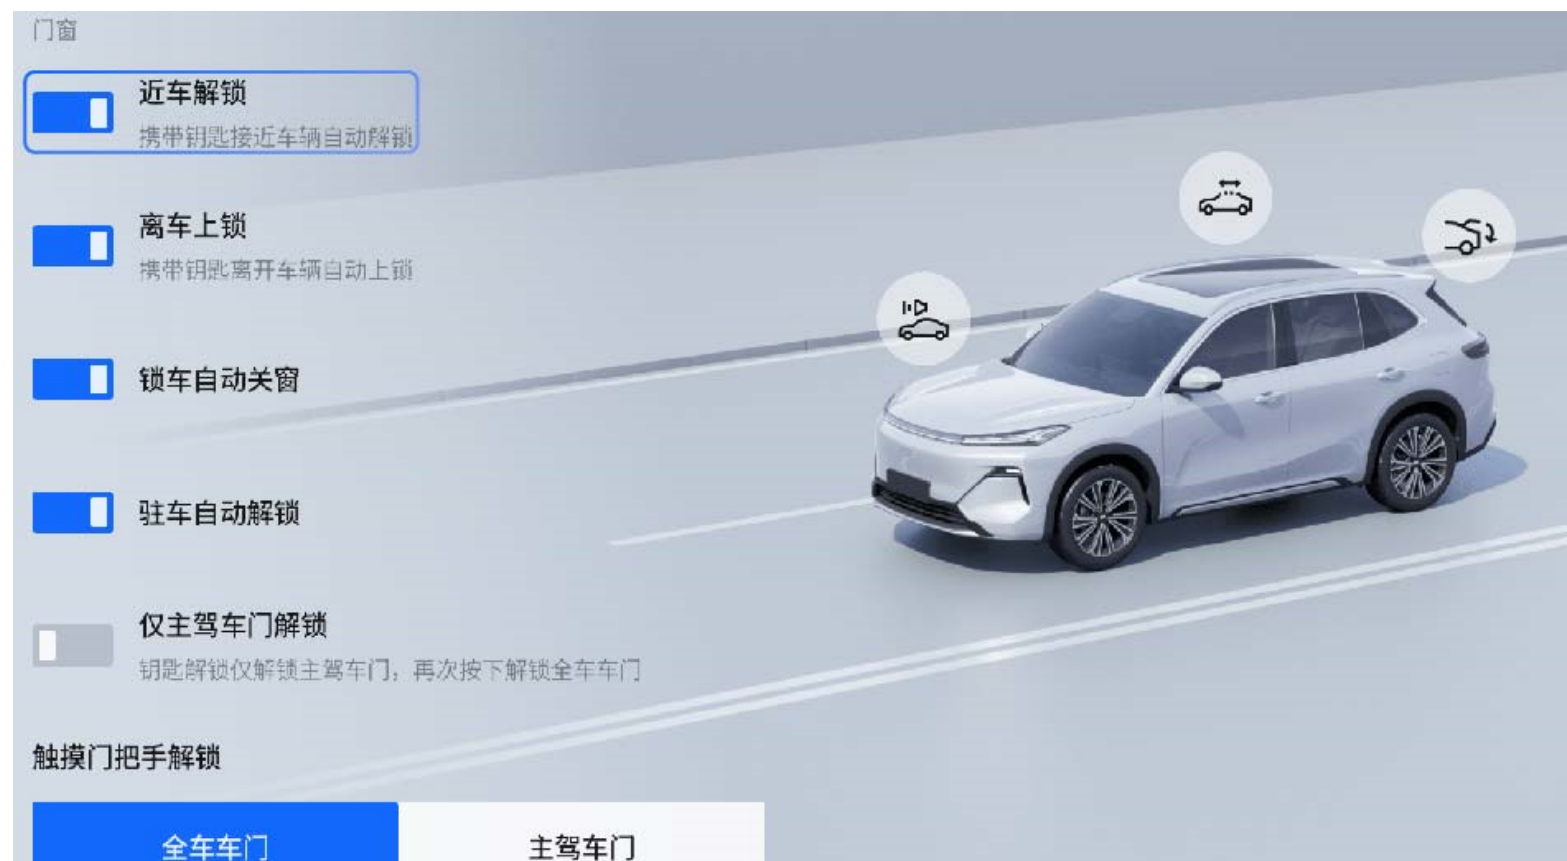 门窗
近车解锁
携带钥匙接近车辆自动解锁
离车上锁
携带钥匙离开车辆自动上锁
锁车自动关窗
驻车自动解锁
仅主驾车门解锁
钥匙解锁仅解锁主驾车门，再次按下解锁全车车门
触摸门把手解锁
全车车门
主驾车门